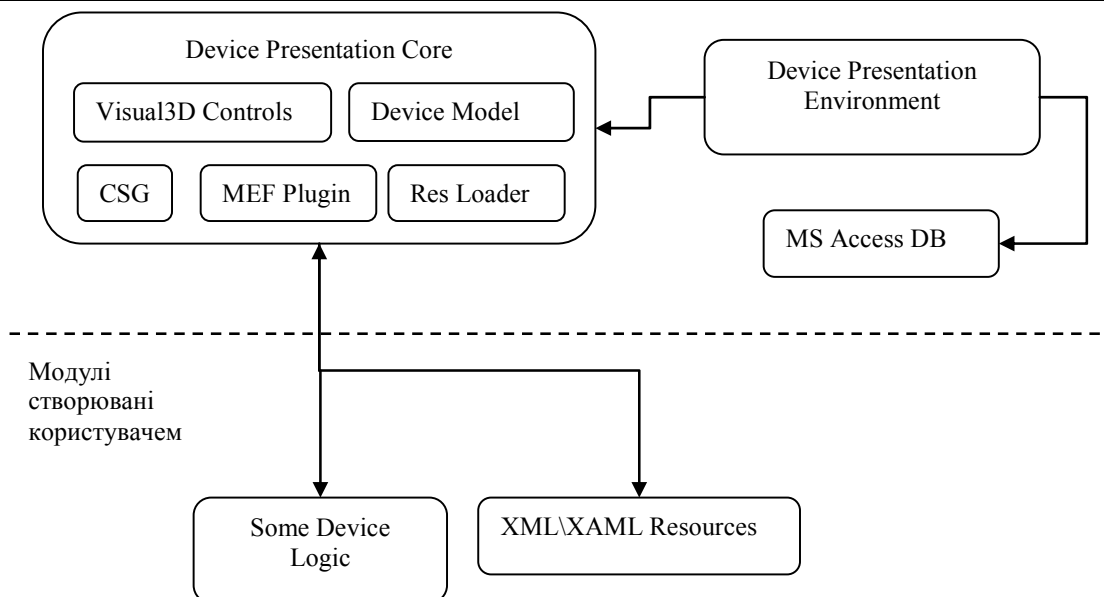 Device Presentation Core
Visual3D Controls
Device Model
CSG
MEF Plugin
Res Loader
Device Presentation
Environment
MS Access DB
Модулі
створювані
користувачем
Some Device
Logic
XML\XAML Resources